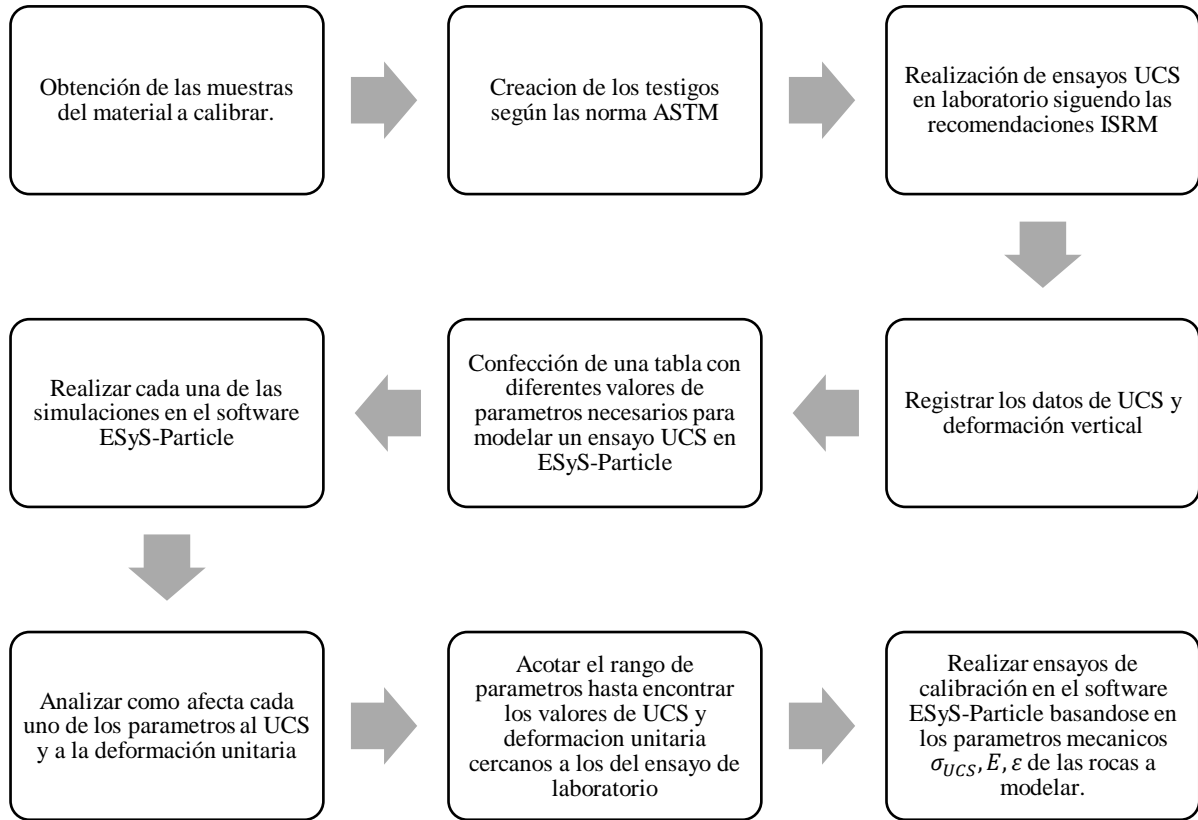 Obtención de las muestras
del material a calibrar.
Creacion de los testigos
según las norma ASTM
Realización de ensayos UCS
en laboratorio siguendo las
recomendaciones ISRM
Registrar los datos de UCS y
deformación vertical
Confección de una tabla con
diferentes valores de
parametros necesarios para
modelar un ensayo UCS en
ESyS-Particle
Realizar cada una de las
simulaciones en el software
ESyS-Particle
Analizar como afecta cada
uno de los parametros al UCS
y a la deformación unitaria
Acotar el rango de
parametros hasta encontrar
los valores de UCS y
deformacion unitaria
cercanos a los del ensayo de
laboratorio
Realizar ensayos de
calibración en el software
ESyS-Particle basandose en
los parametros mecanicos
σ_UCS, E, ε de las rocas a
modelar.